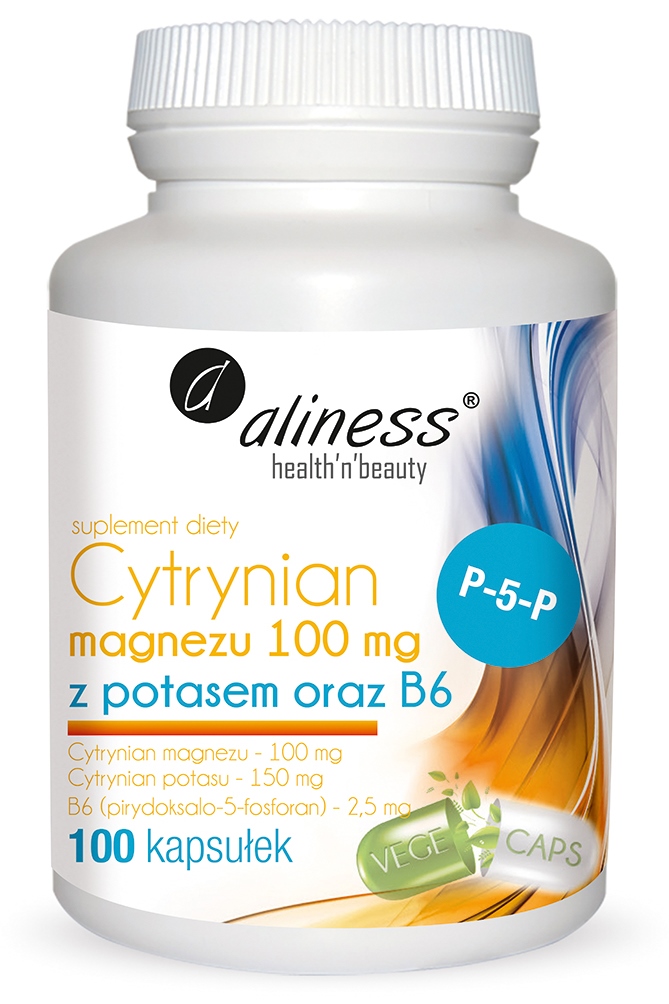 a
aliness®
health'n'beauty
suplement diety
Cytrynian
magnezu 100 mg
z potasem oraz B6
P-5-P
Cytrynian magnezu - 100 mg
Cytrynian potasu - 150 mg
B6 (pirydoksalo-5-fosforan) - 2,5 mg
100 kapsułek
VEGE CAPS